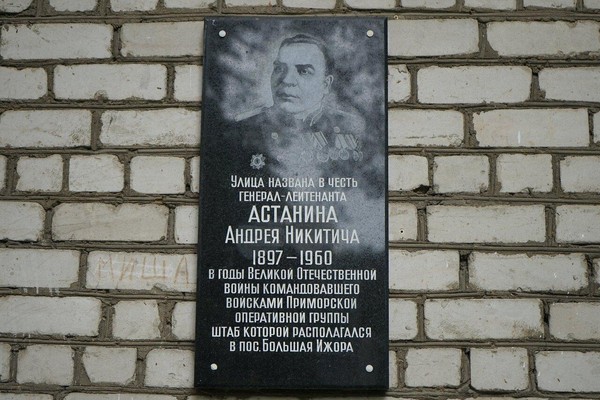 Улица названа в честь
генерал-лейтенанта
АСТАНИНА
Андрея Никитича
1897 – 1960
в годы Великой Отечественной
войны командовавшего
войсками Приморской
оперативной группы
штаб которой располагался
в пос. Большая Ижора
МИША